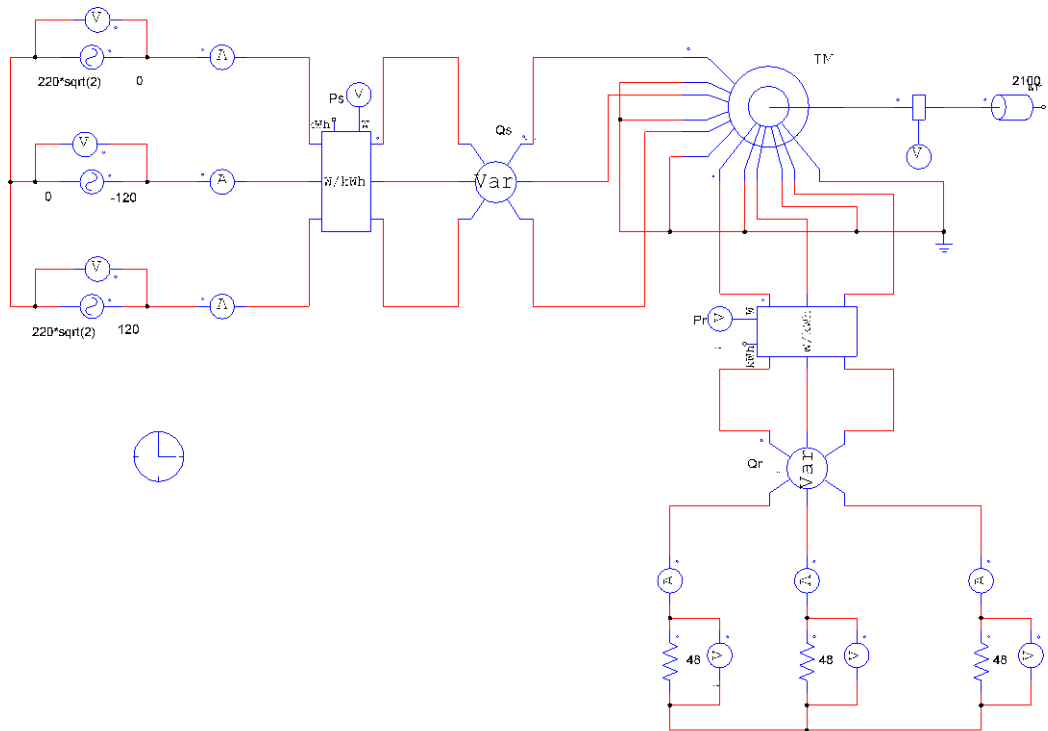 V
A
220*sqrt(2)
0
TM
2100
Ps
V
kWh
W
Qs
V
V
A
W/kWh
Var
0
-120
V
A
220*sqrt(2)
120
Pr
V
W
kWh
W/kWh
Qr
Var
A
A
A
48
V
48
V
48
V